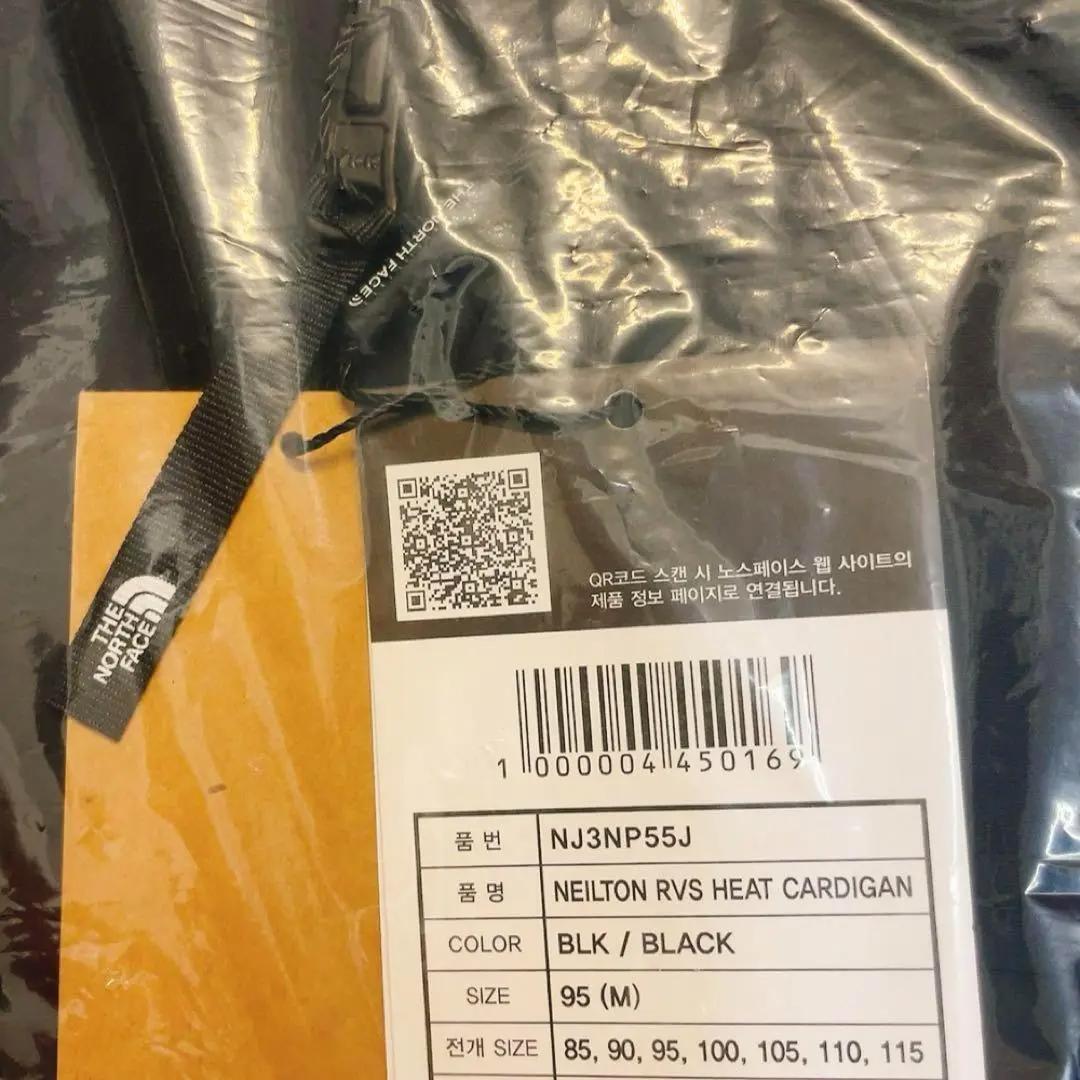 THE NORTH FACE
THE
NORTH
FACE
QR코드 스캔 시 노스페이스 웹 사이트의
제품 정보 페이지로 연결됩니다.
1 000004 450169
품 번 NJ3NP55J
품 명 NEILTON RVS HEAT CARDIGAN
COLOR BLK / BLACK
SIZE 95 (M)
전개 SIZE 85, 90, 95, 100, 105, 110, 115